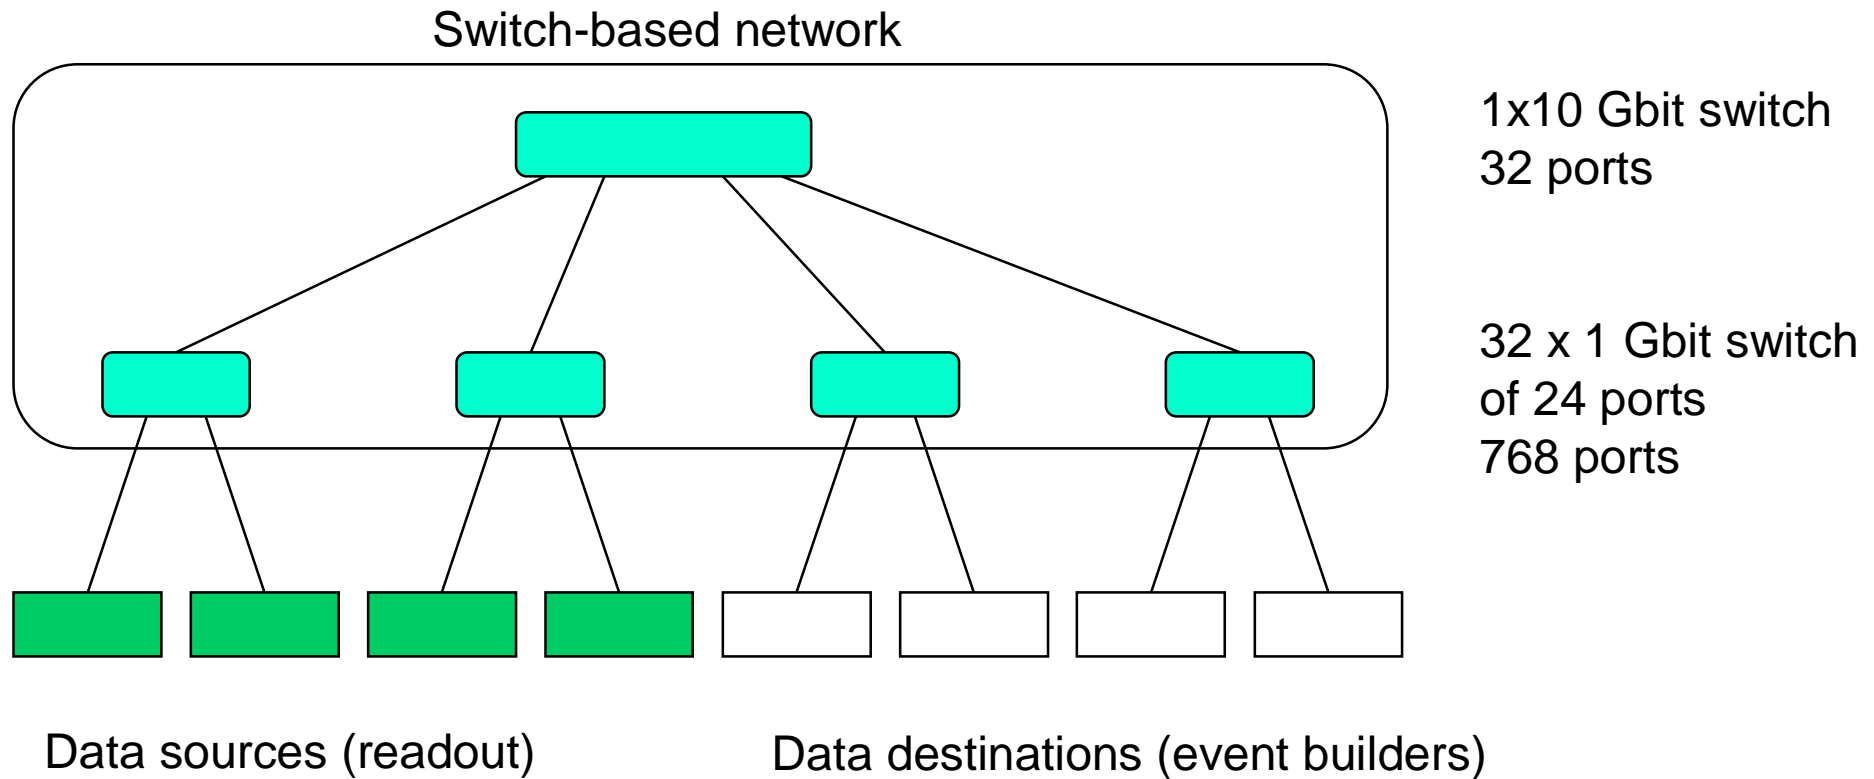 Switch-based network
1x10 Gbit switch
32 ports
32 x 1 Gbit switch
of 24 ports
768 ports
Data sources (readout)
Data destinations (event builders)